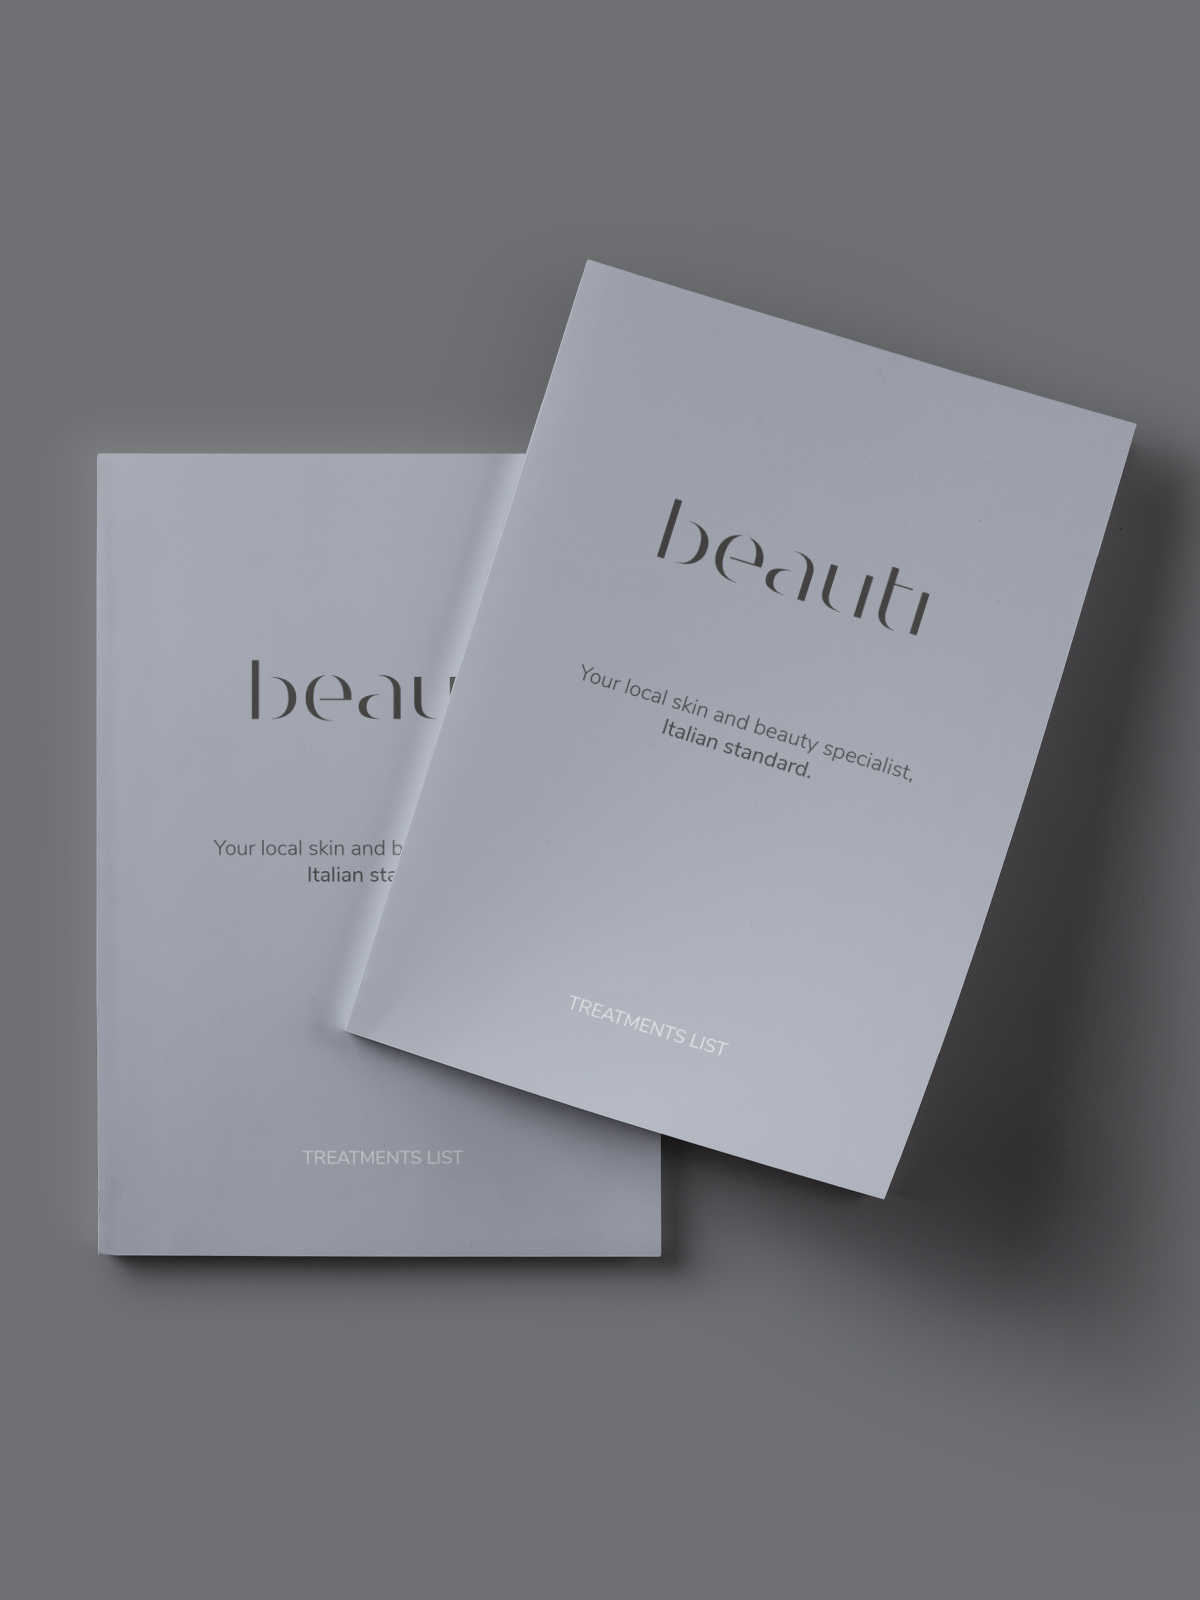 beauti
Your local skin and beauty specialist,
Italian standard.
TREATMENTS LIST
beau
Your local skin and b
Italian sta
TREATMENTS LIST